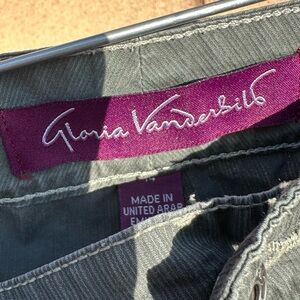 Gloria Vanderbilt
MADE IN
UNITED ARAB